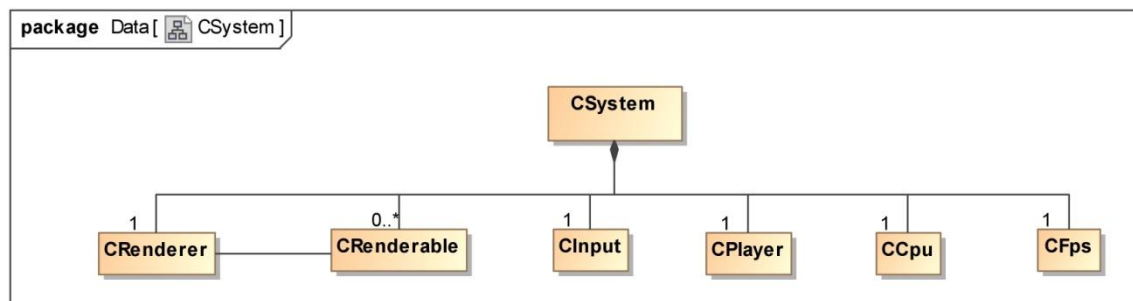 package Data[ CSystem ]
CSystem
1
0..*
1
1
1
1
CRenderer
CRenderable
CInput
CPlayer
CCpu
CFps